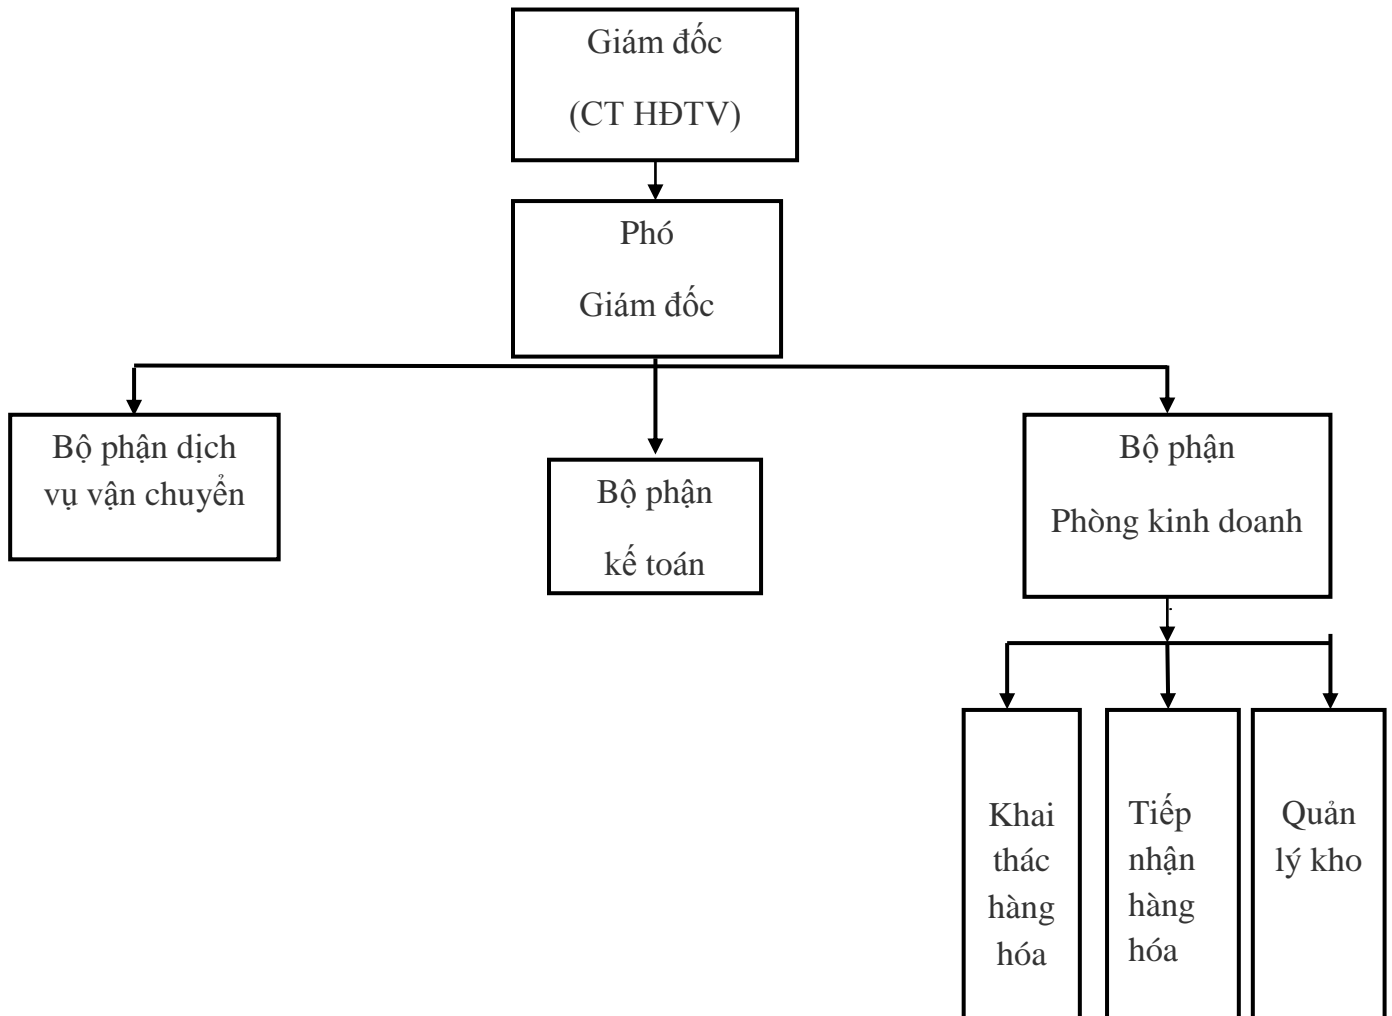 Giám đốc
(CT HĐTV)
Phó
Giám đốc
Bộ phận dịch
vụ vận chuyển
Bộ phận
kế toán
Bộ phận
Phòng kinh doanh
Khai
thác
hàng
hóa
Tiếp
nhận
hàng
hóa
Quản
lý kho